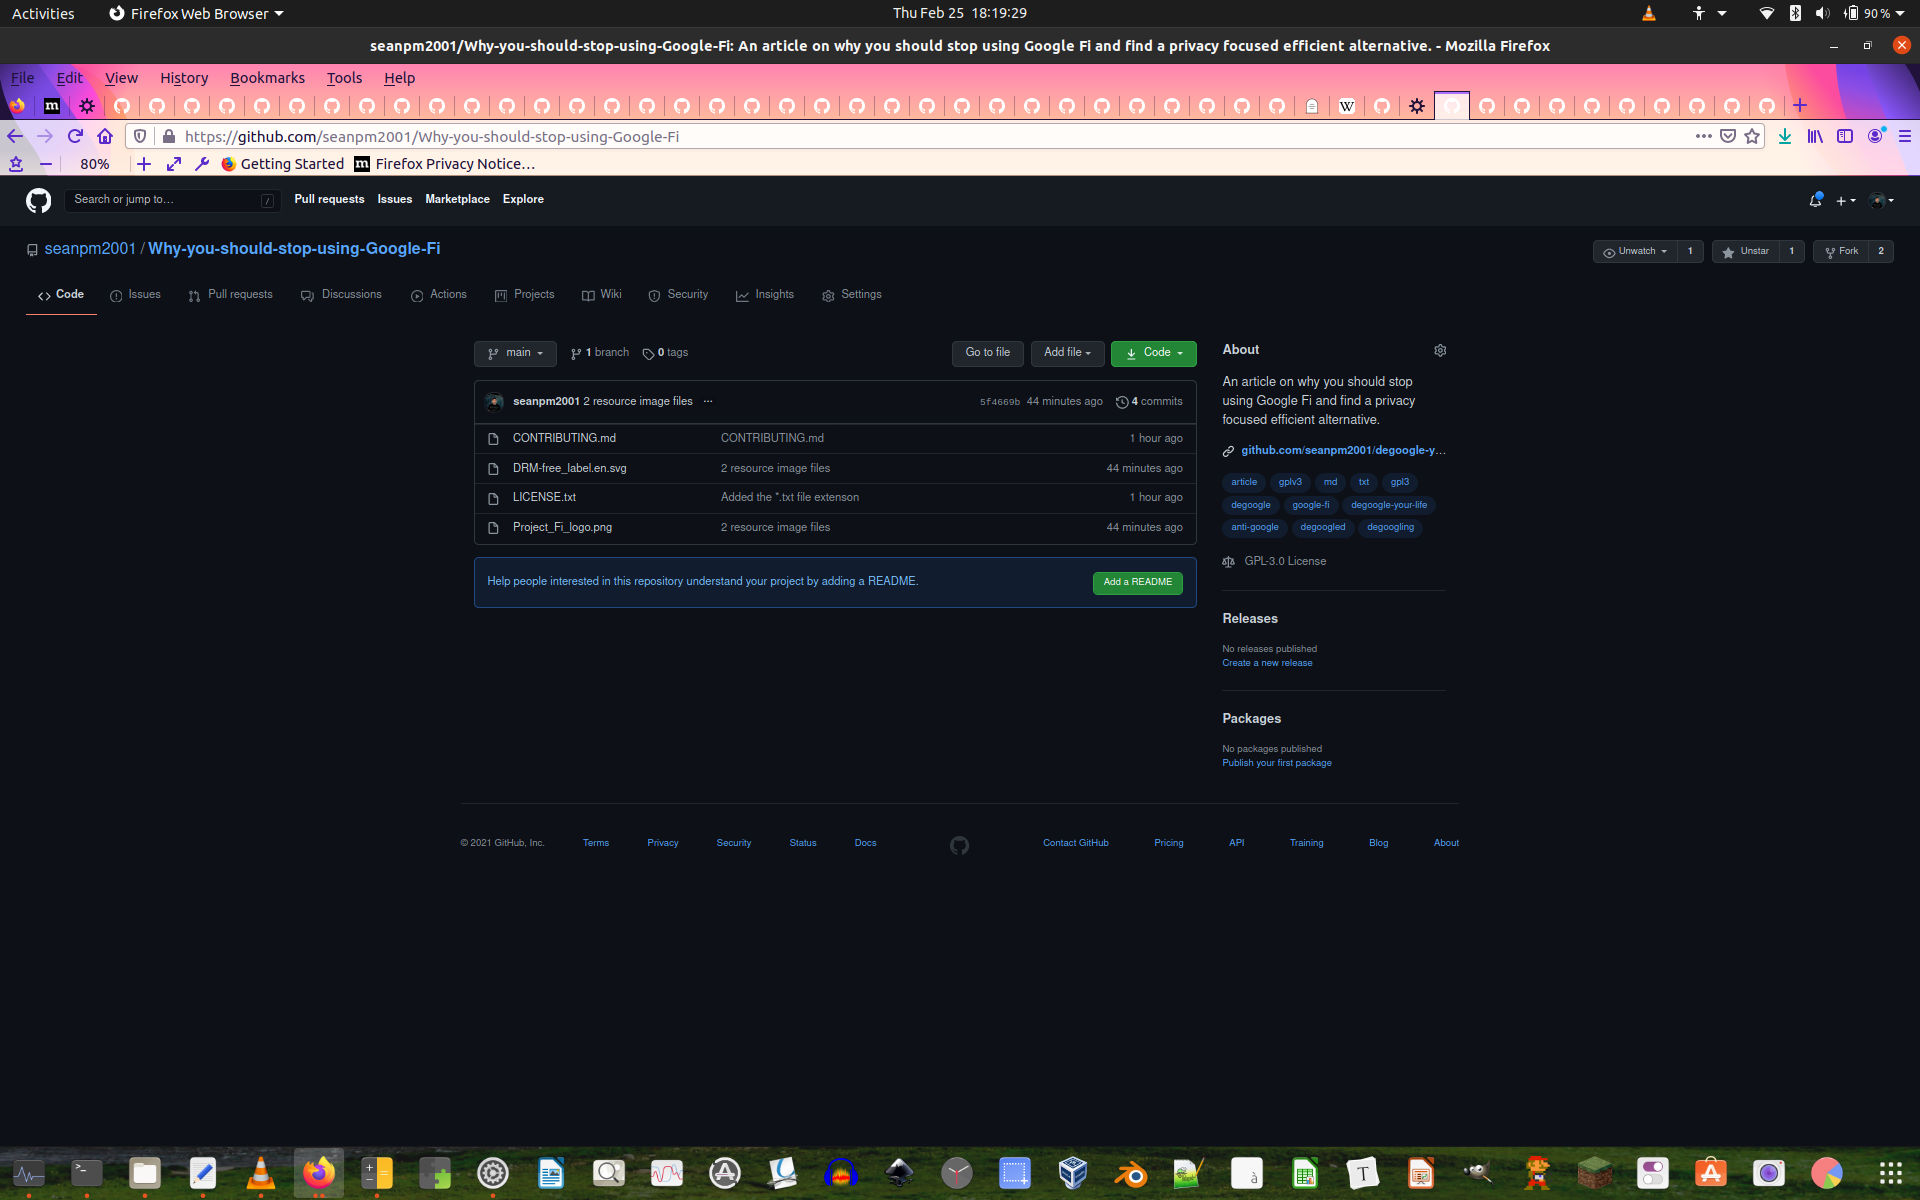 Activities Firefox Web Browser Thu Feb 25 18:19:29 90 %
seanpm2001/Why-you-should-stop-using-Google-Fi: An article on why you should stop using Google Fi and find a privacy focused efficient alternative. - Mozilla Firefox
File Edit View History Bookmarks Tools Help
https://github.com/seanpm2001/Why-you-should-stop-using-Google-Fi
80% Getting Started Firefox Privacy Notice…
Search or jump to… / Pull requests Issues Marketplace Explore
seanpm2001 / Why-you-should-stop-using-Google-Fi Unwatch 1 Unstar 1 Fork 2
Code Issues Pull requests Discussions Actions Projects Wiki Security Insights Settings
main 1 branch 0 tags Go to file Add file Code
seanpm2001 2 resource image files ... 5f4669b 44 minutes ago 4 commits
CONTRIBUTING.md CONTRIBUTING.md 1 hour ago
DRM-free_label.en.svg 2 resource image files 44 minutes ago
LICENSE.txt Added the *.txt file extenson 1 hour ago
Project_Fi_logo.png 2 resource image files 44 minutes ago
Help people interested in this repository understand your project by adding a README. Add a README
About
An article on why you should stop
using Google Fi and find a privacy
focused efficient alternative.
github.com/seanpm2001/degoogle-y…
article gplv3 md txt gpl3
degoogle google-fi degoogle-your-life
anti-google degoogled degoogling
GPL-3.0 License
Releases
No releases published
Create a new release
Packages
No packages published
Publish your first package
© 2021 GitHub, Inc. Terms Privacy Security Status Docs Contact GitHub Pricing API Training Blog About